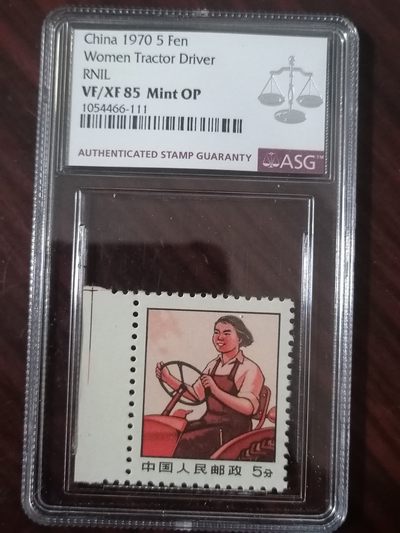 China 1970 5 Fen
Women Tractor Driver
RNIL
VF/XF 85 Mint OP
1054466-111
AUTHENTICATED STAMP GUARANTY ASG™
中国人民邮政 5分